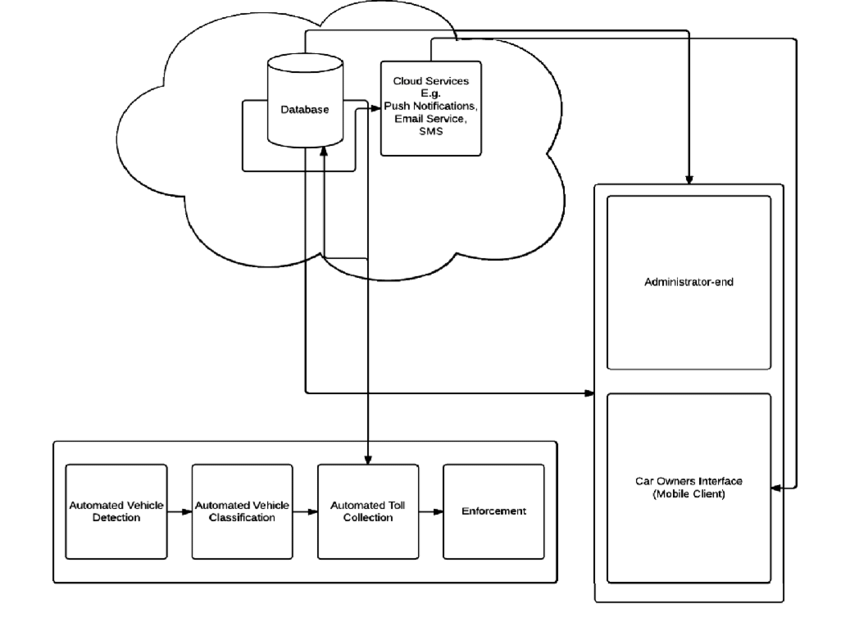 Database
Cloud Services
E.g.
Push Notifications,
Email Service,
SMS
Administrator-end
Car Owners Interface
(Mobile Client)
Automated Vehicle
Detection
Automated Vehicle
Classification
Automated Toll
Collection
Enforcement